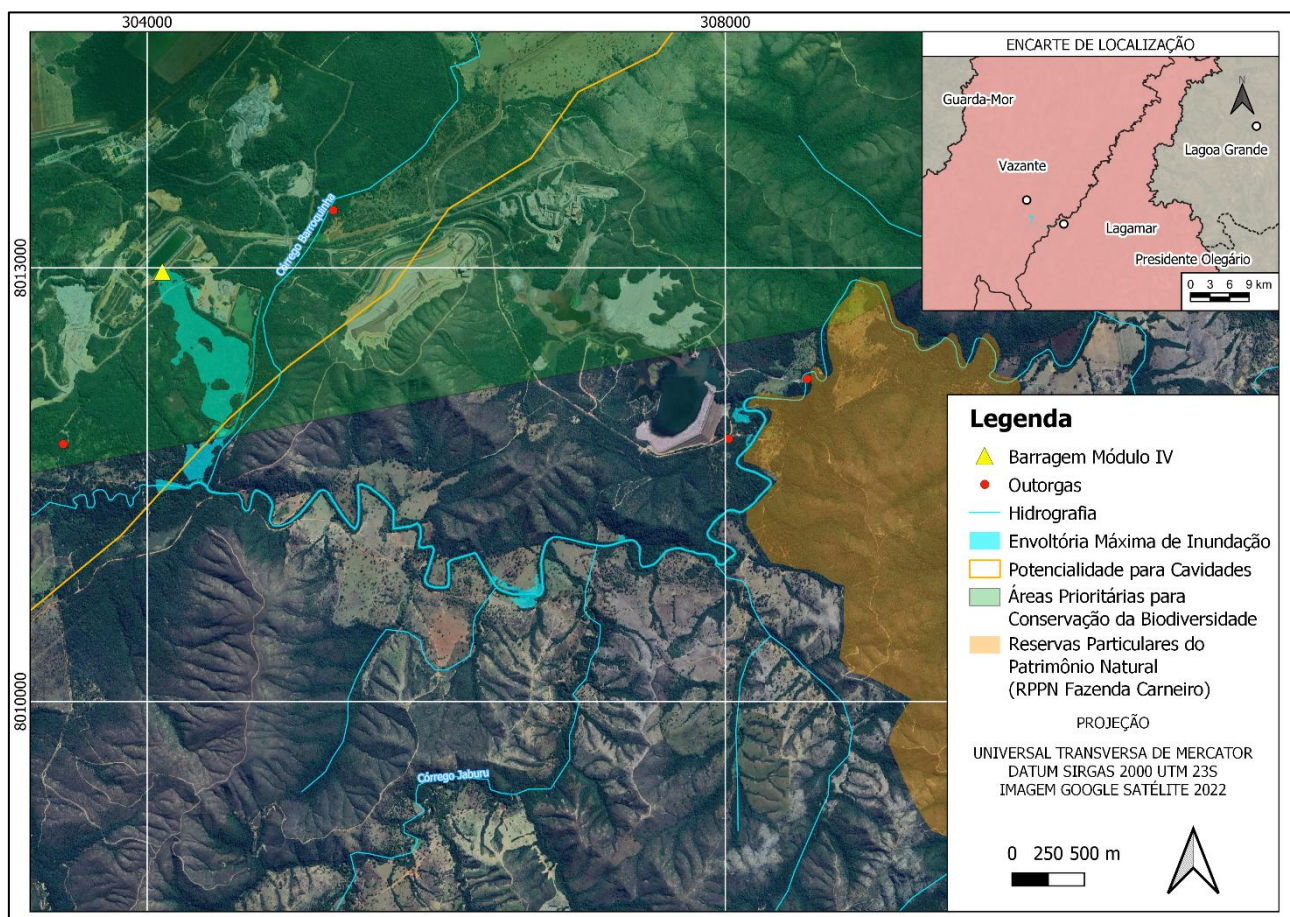 304000
308000
8013000
8010000
Córrego Barroquinha
Córrego Jaburu
ENCARTE DE LOCALIZAÇÃO
N
Guarda-Mor
Lagoa Grande
Vazante
Lagamar
Presidente Olegário
0 3 6 9 km
Legenda
Barragem Módulo IV
Outorgas
Hidrografia
Envoltória Máxima de Inundação
Potencialidade para Cavidades
Áreas Prioritárias para
Conservação da Biodiversidade
Reservas Particulares do
Patrimônio Natural
(RPPN Fazenda Carneiro)
PROJEÇÃO
UNIVERSAL TRANSVERSA DE MERCATOR
DATUM SIRGAS 2000 UTM 23S
IMAGEM GOOGLE SATÉLITE 2022
0 250 500 m